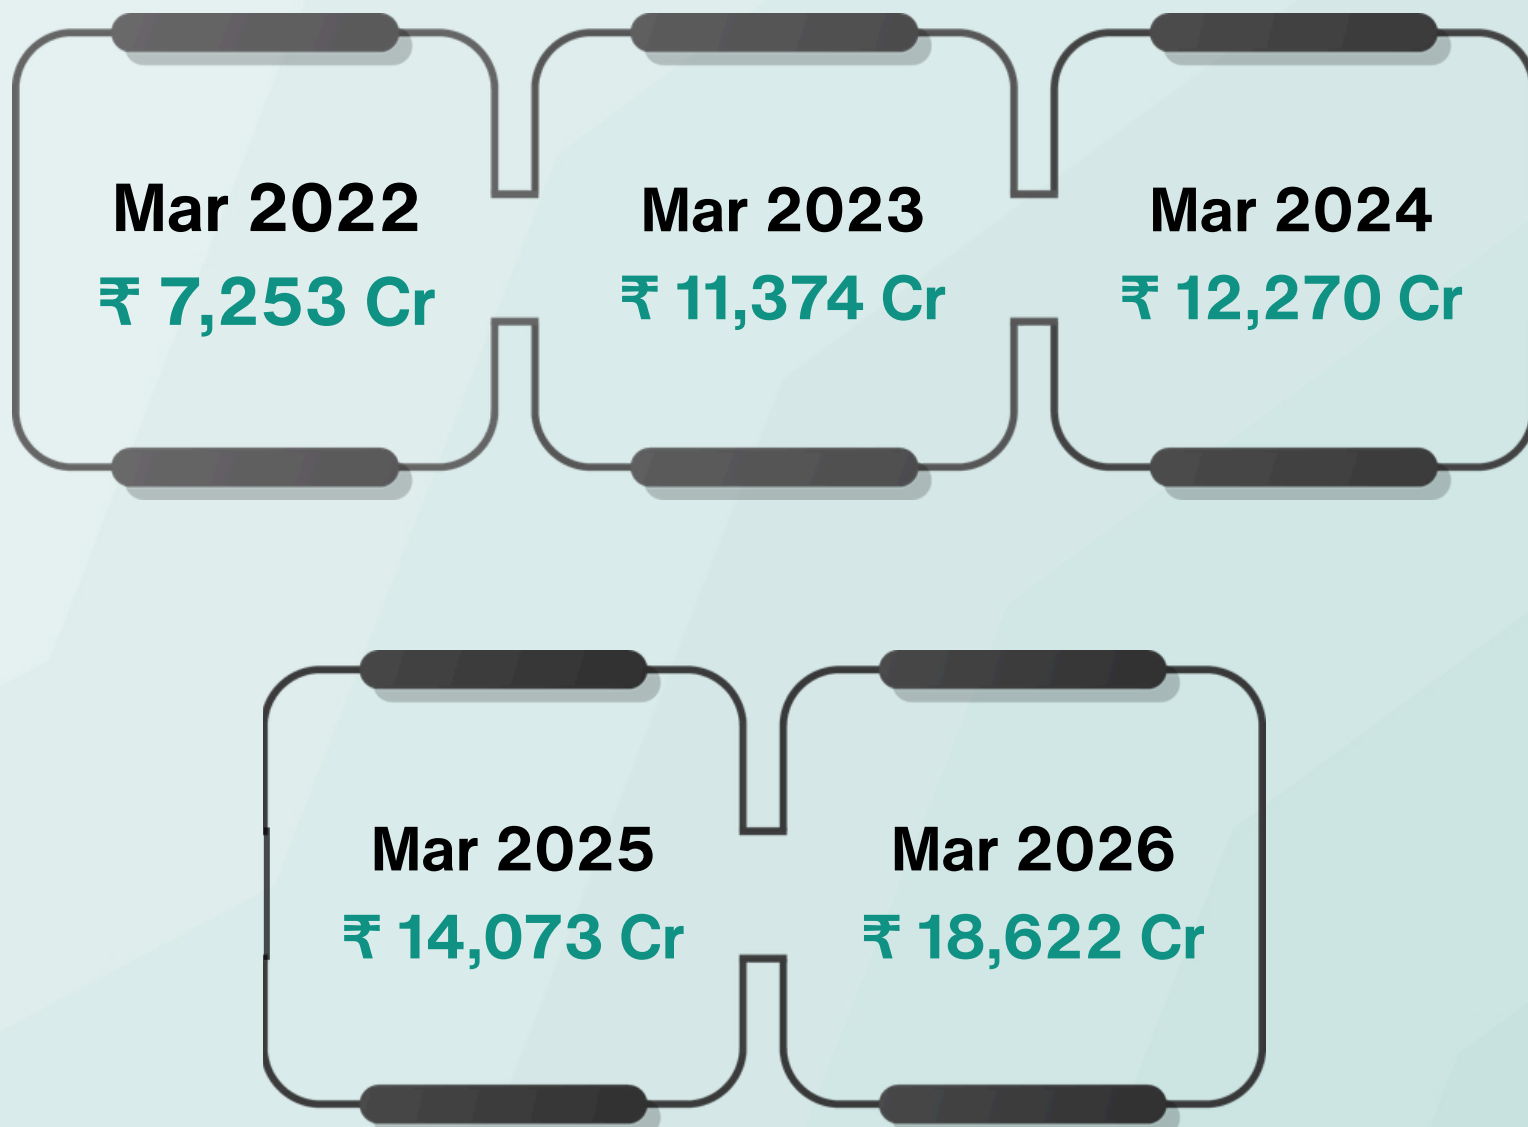 Mar 2022
₹ 7,253 Cr
Mar 2023
₹ 11,374 Cr
Mar 2024
₹ 12,270 Cr
Mar 2025
₹ 14,073 Cr
Mar 2026
₹ 18,622 Cr